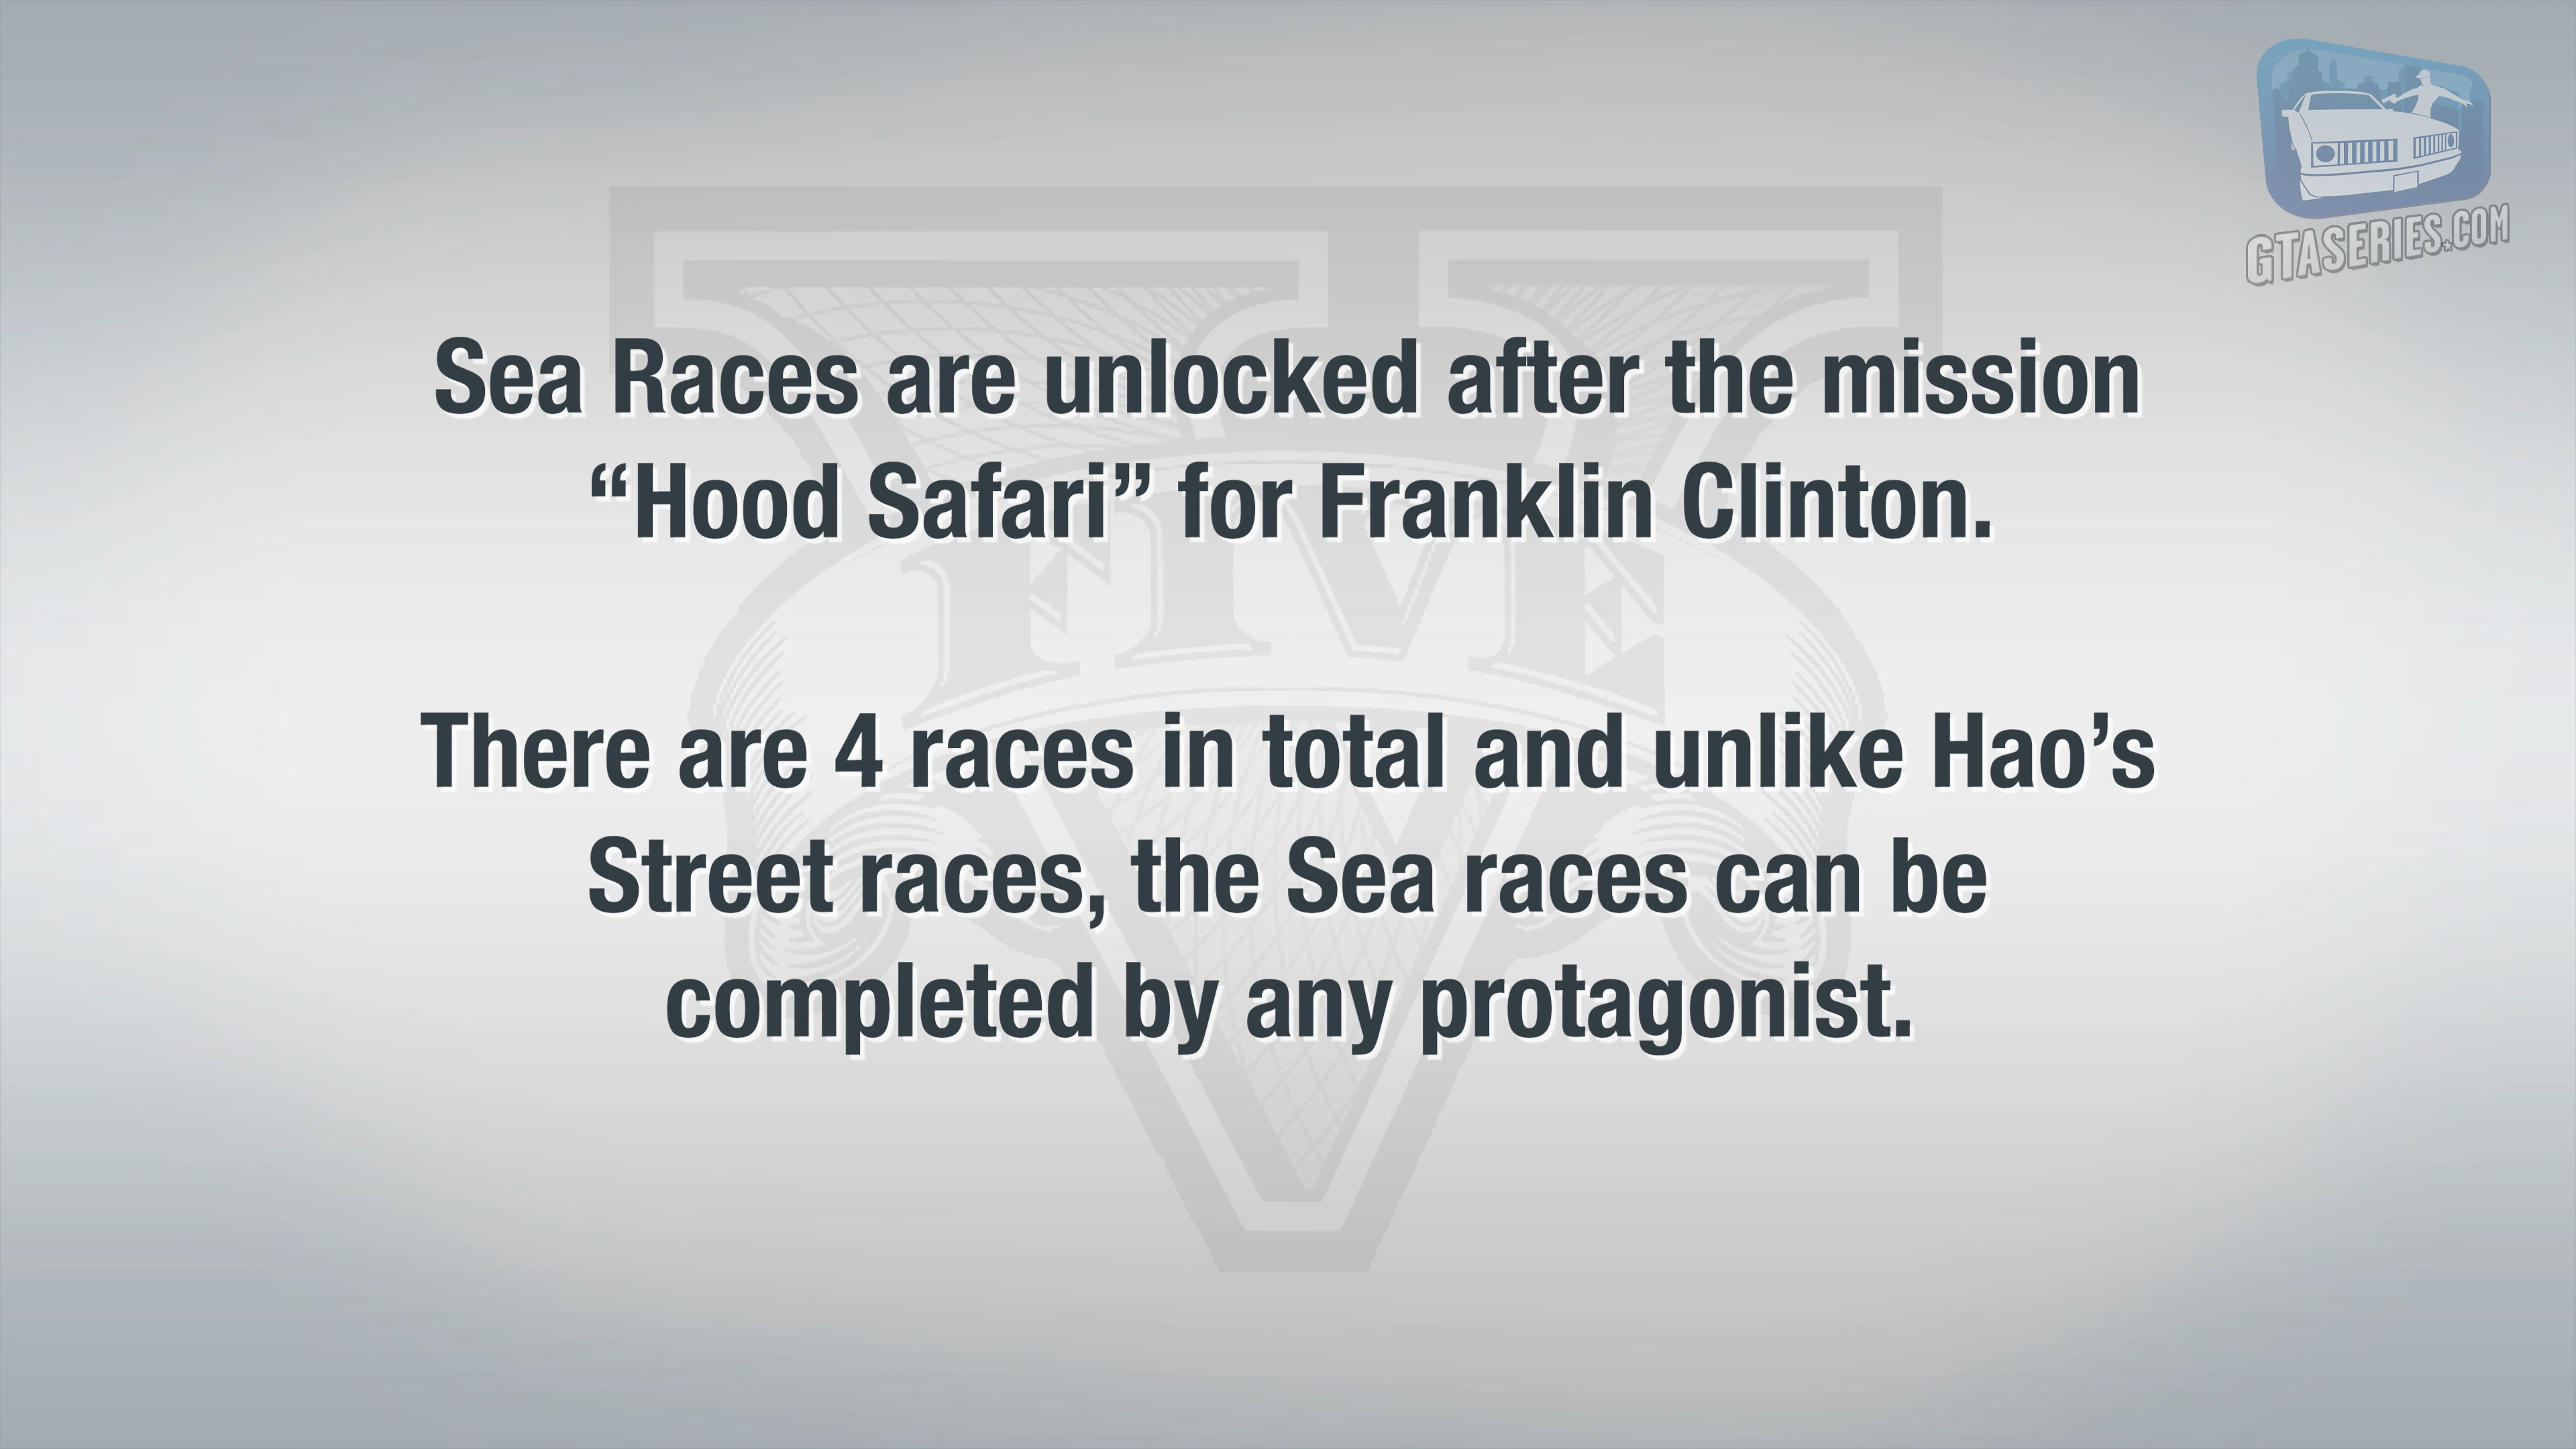 GTASERIES.COM
Sea Races are unlocked after the mission
“Hood Safari” for Franklin Clinton.
There are 4 races in total and unlike Hao’s
Street races, the Sea races can be
completed by any protagonist.
FIVE